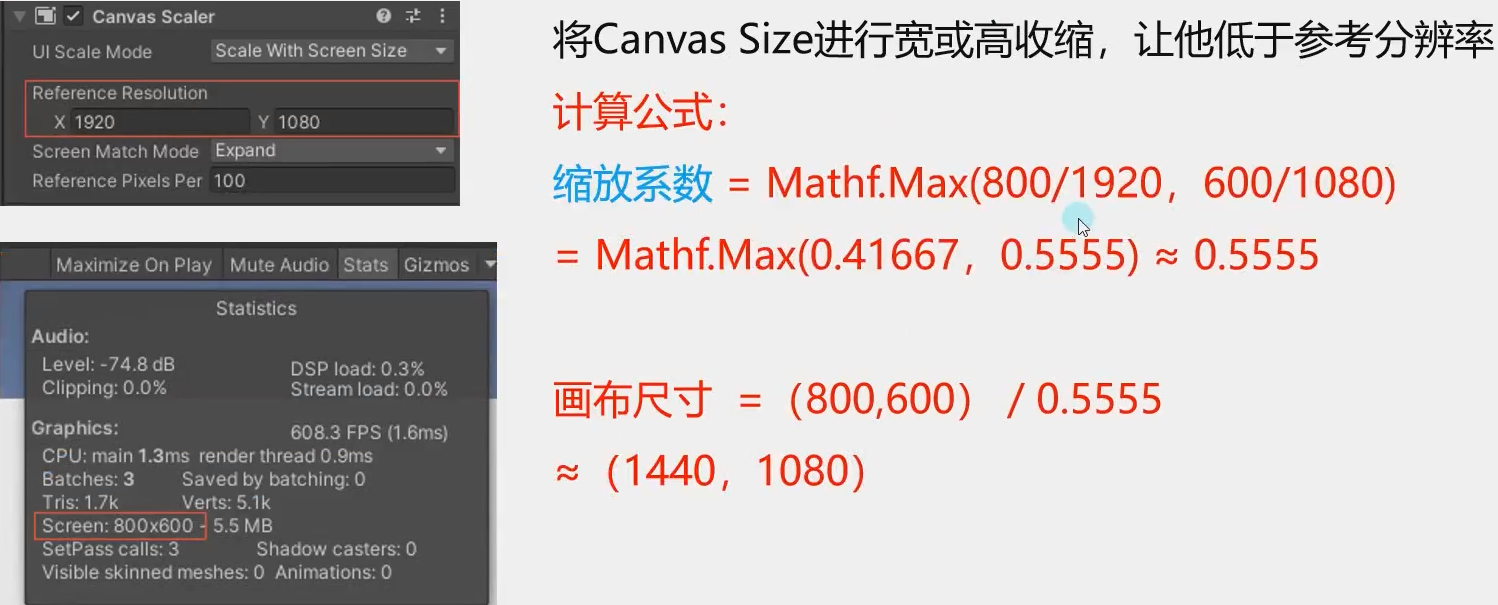 Canvas Scaler
UI Scale Mode Scale With Screen Size
Reference Resolution
X 1920 Y 1080
Screen Match Mode Expand
Reference Pixels Per 100
Maximize On Play Mute Audio Stats Gizmos
Statistics
Audio:
Level: -74.8 dB DSP load: 0.3%
Clipping: 0.0% Stream load: 0.0%
Graphics: 608.3 FPS (1.6ms)
CPU: main 1.3ms render thread 0.9ms
Batches: 3 Saved by batching: 0
Tris: 1.7k Verts: 5.1k
Screen: 800x600 - 5.5 MB
SetPass calls: 3 Shadow casters: 0
Visible skinned meshes: 0 Animations: 0
将Canvas Size进行宽或高收缩，让他低于参考分辨率
计算公式：
缩放系数 = Mathf.Max(800/1920，600/1080)
= Mathf.Max(0.41667，0.5555) ≈ 0.5555
画布尺寸 =（800,600） / 0.5555
≈（1440，1080）